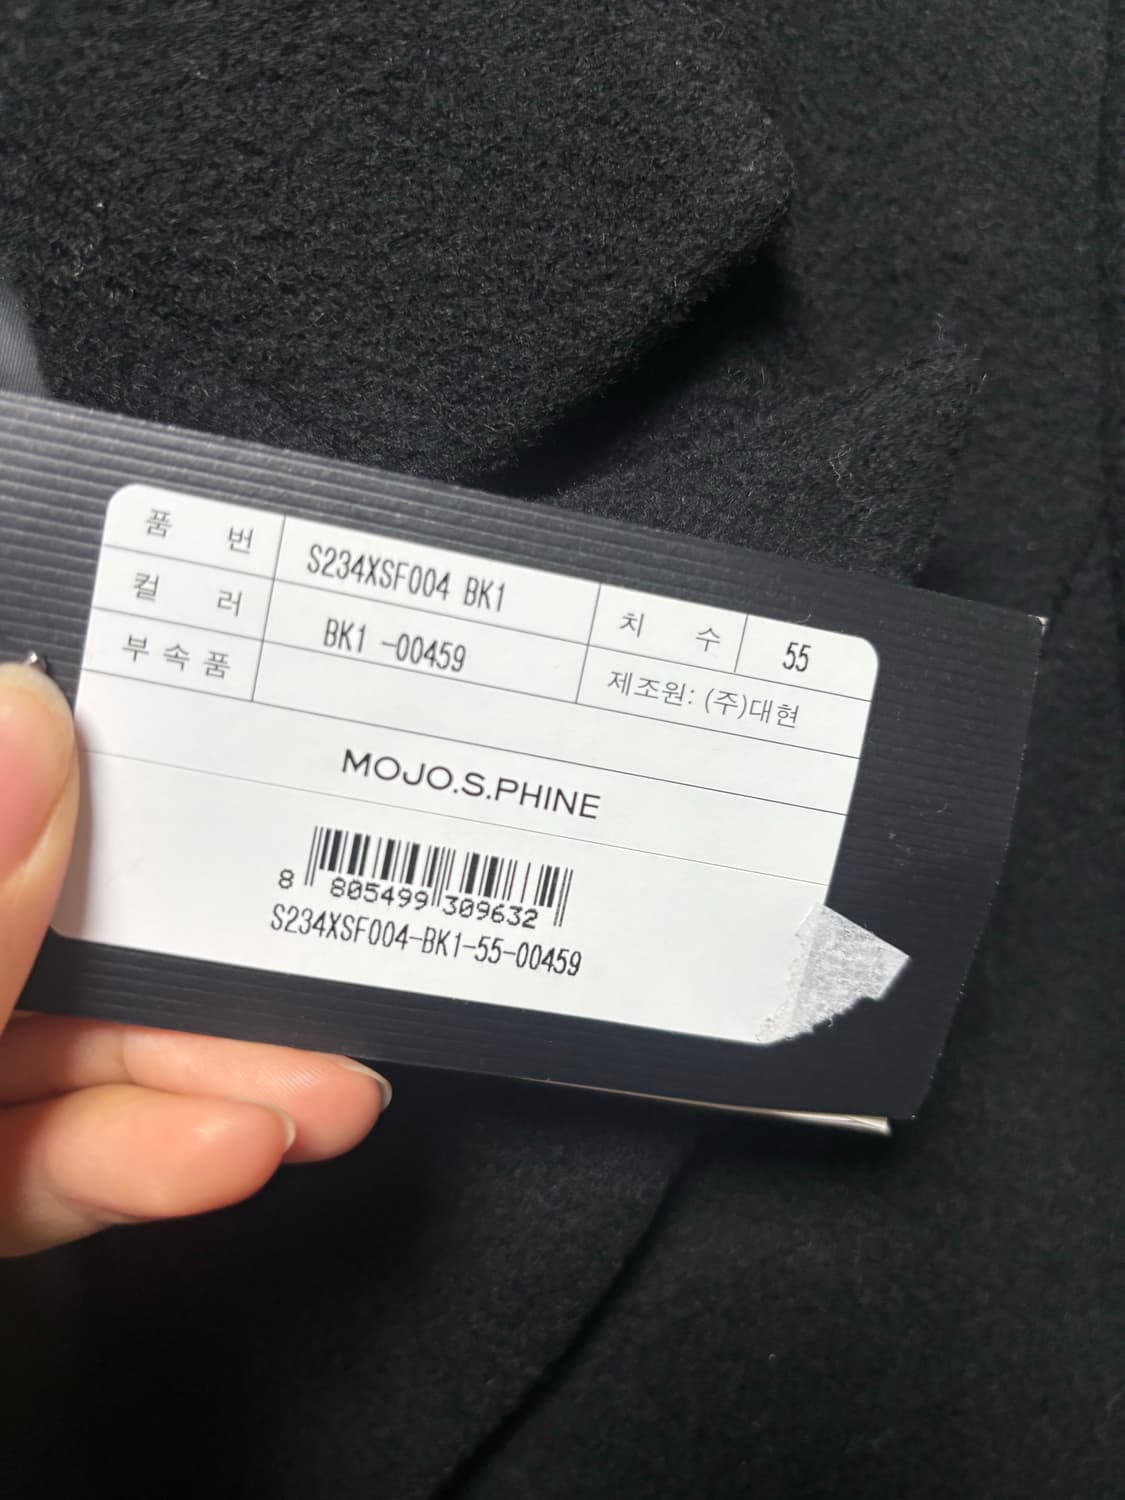 품 번 S234XSF004 BK1 치 수 55
컬 러 BK1 -00459 제조원: (주)대현
부속품
MOJO.S.PHINE
8 805499 309632
S234XSF004-BK1-55-00459